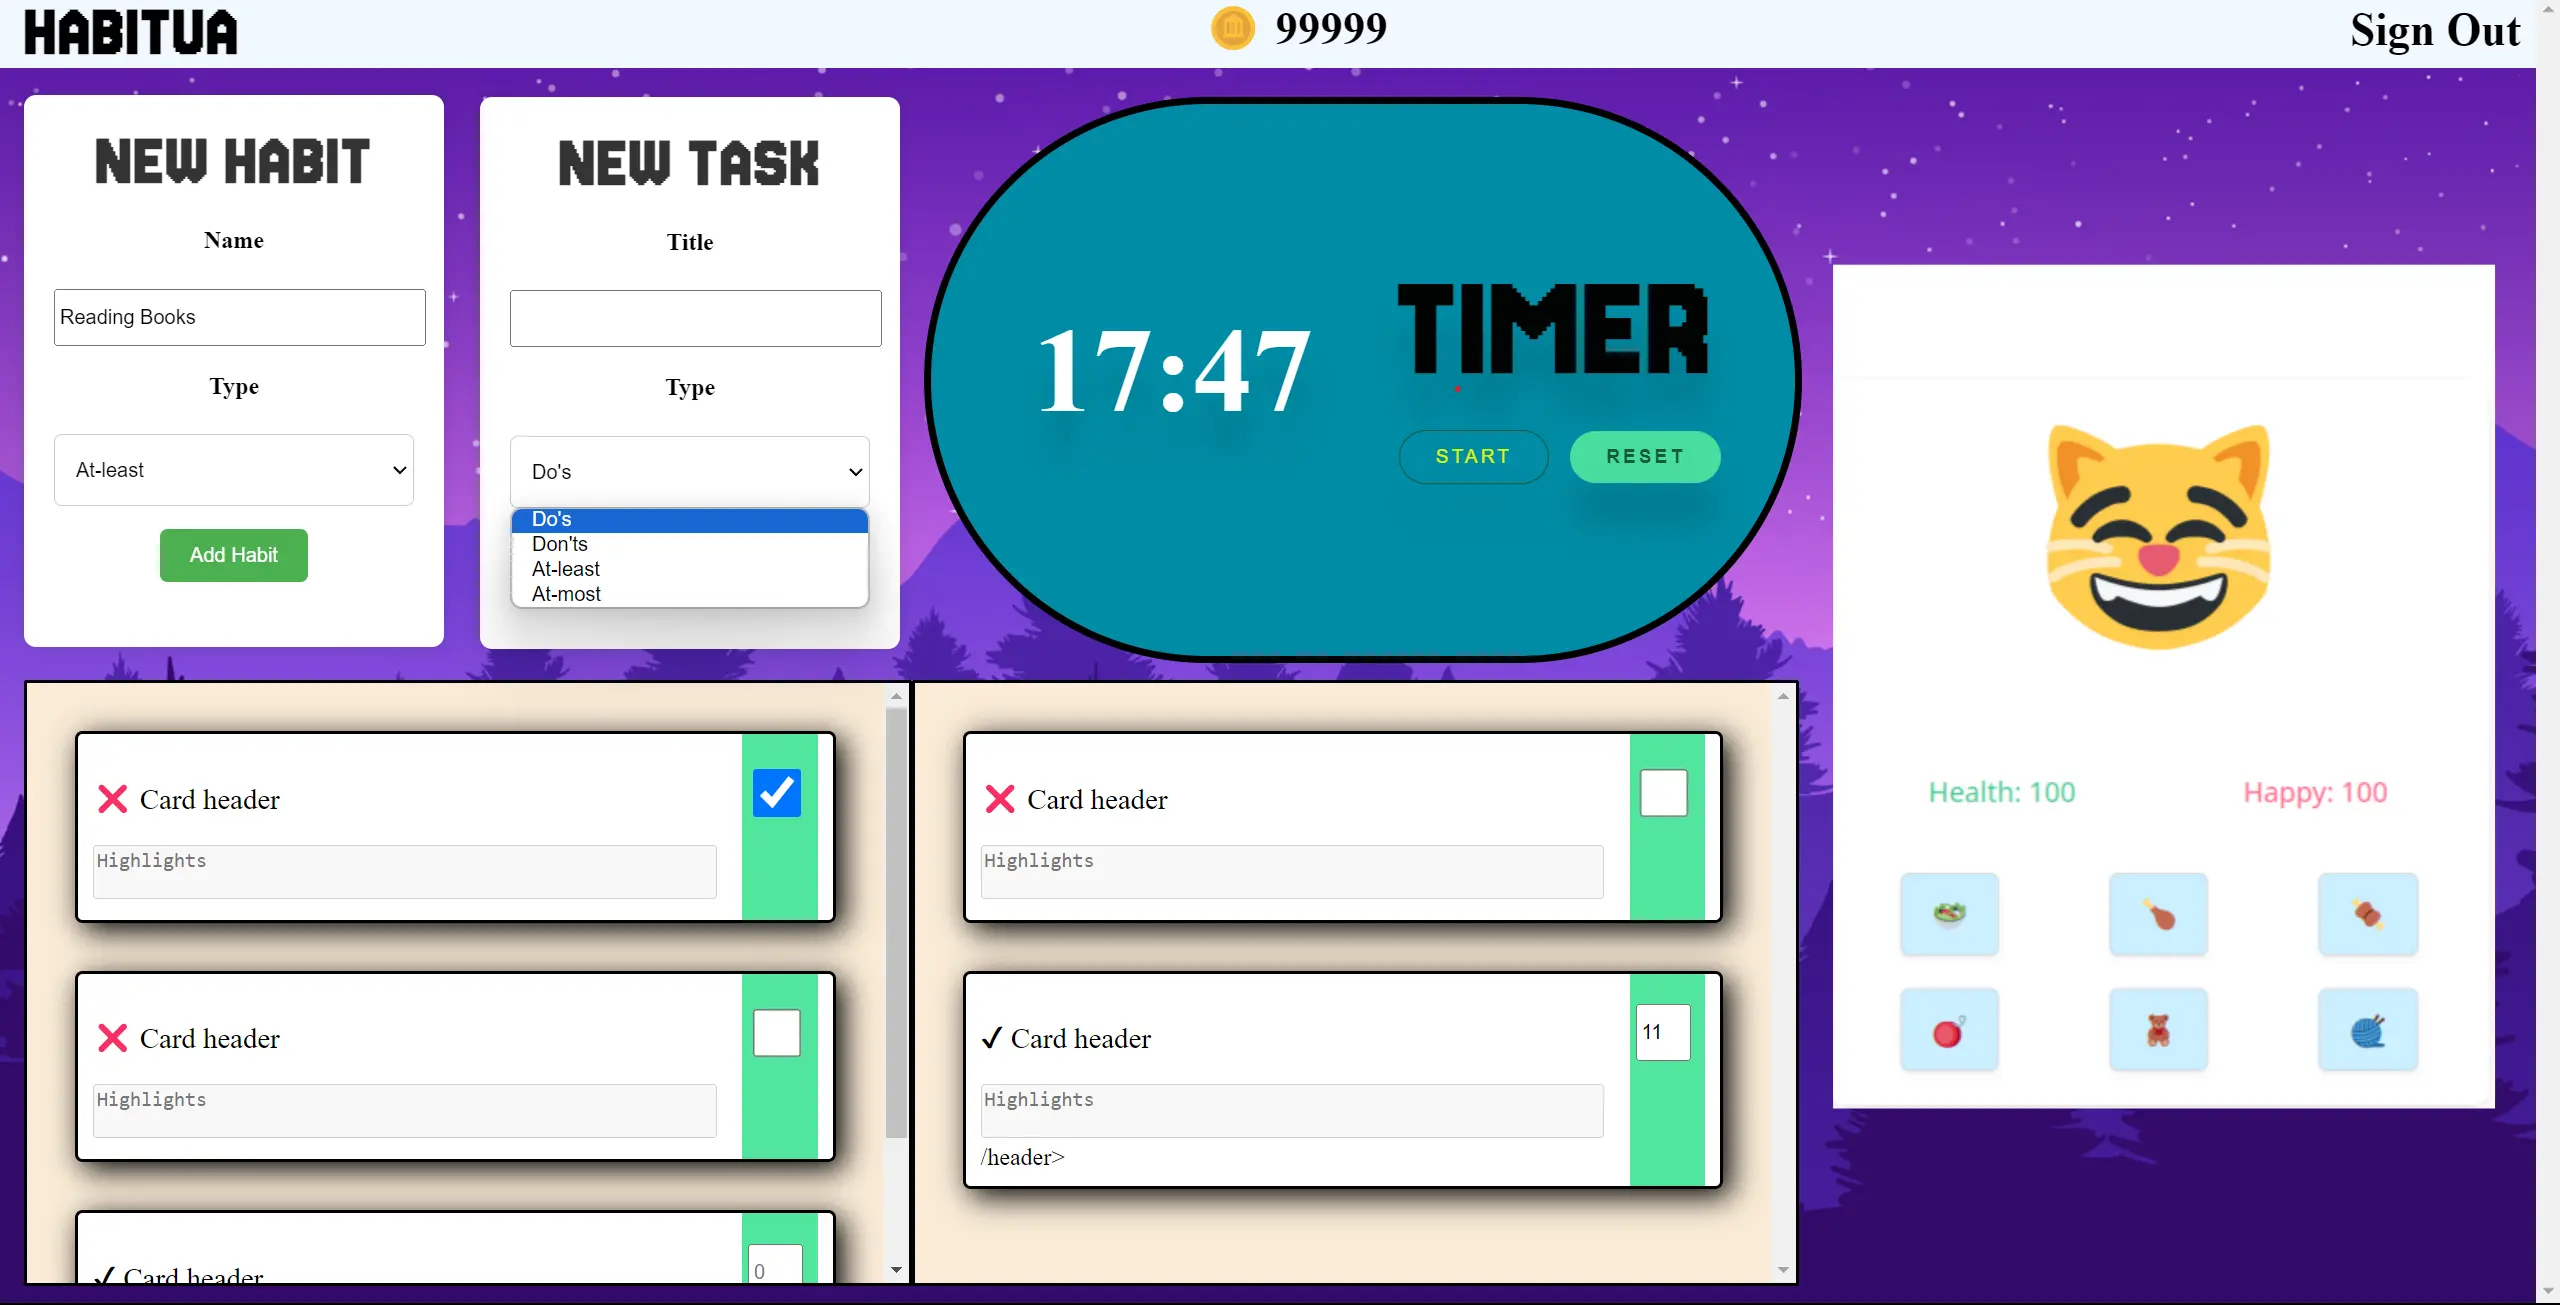 HABITUA
99999
Sign Out
NEW HABIT
Name
Reading Books
Type
At-least
Add Habit
NEW TASK
Title
Type
Do's
Do's
Don'ts
At-least
At-most
17:47
TIMER
START
RESET
Card header
Highlights
Card header
Highlights
Card header
0
Card header
Highlights
Card header
11
Highlights
/header>
Health: 100
Happy: 100